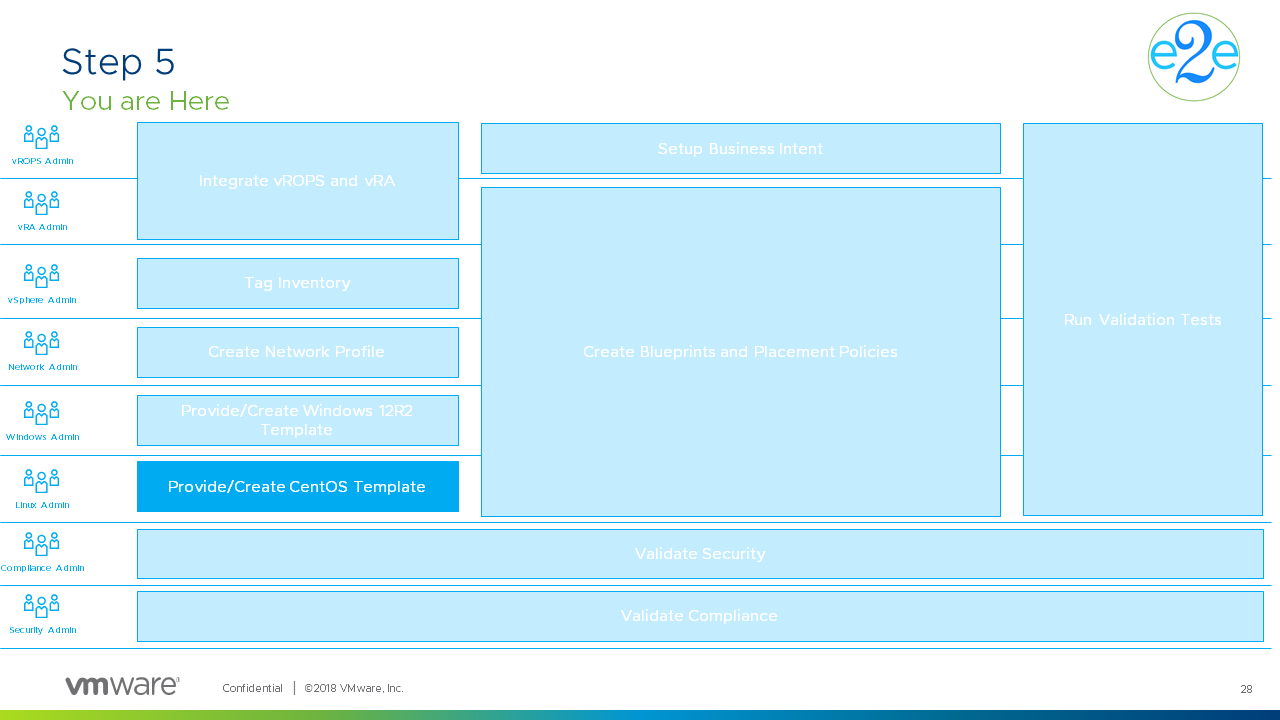 Step 5
You are Here
e2e
vROPS Admin
Integrate vROPS and vRA
Setup Business Intent
vRA Admin
vSphere Admin
Tag Inventory
Run Validation Tests
Network Admin
Create Network Profile
Create Blueprints and Placement Policies
Windows Admin
Provide/Create Windows 12R2
Template
Linux Admin
Provide/Create CentOS Template
Compliance Admin
Validate Security
Security Admin
Validate Compliance
vmware®
Confidential │ ©2018 VMware, Inc.
28